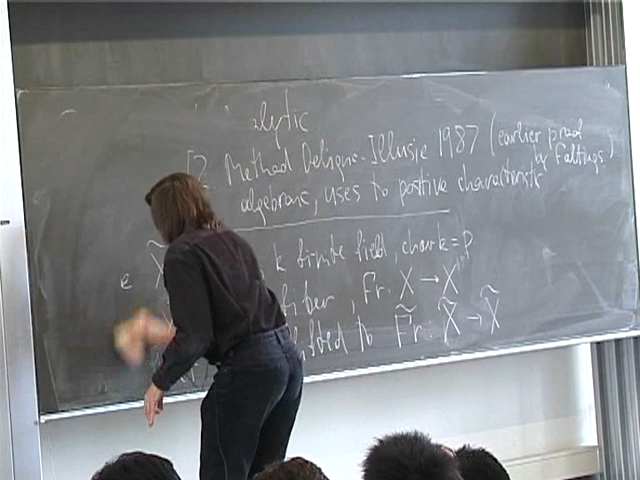 alytic
[2. Method Deligne-Illusie 1987 (earlier proof
by Faltings)
algebraic, uses to positive characteristic
k finite field, char k = p
fiber, Fr: X → X
lifted to F̃r: X̃ → X̃